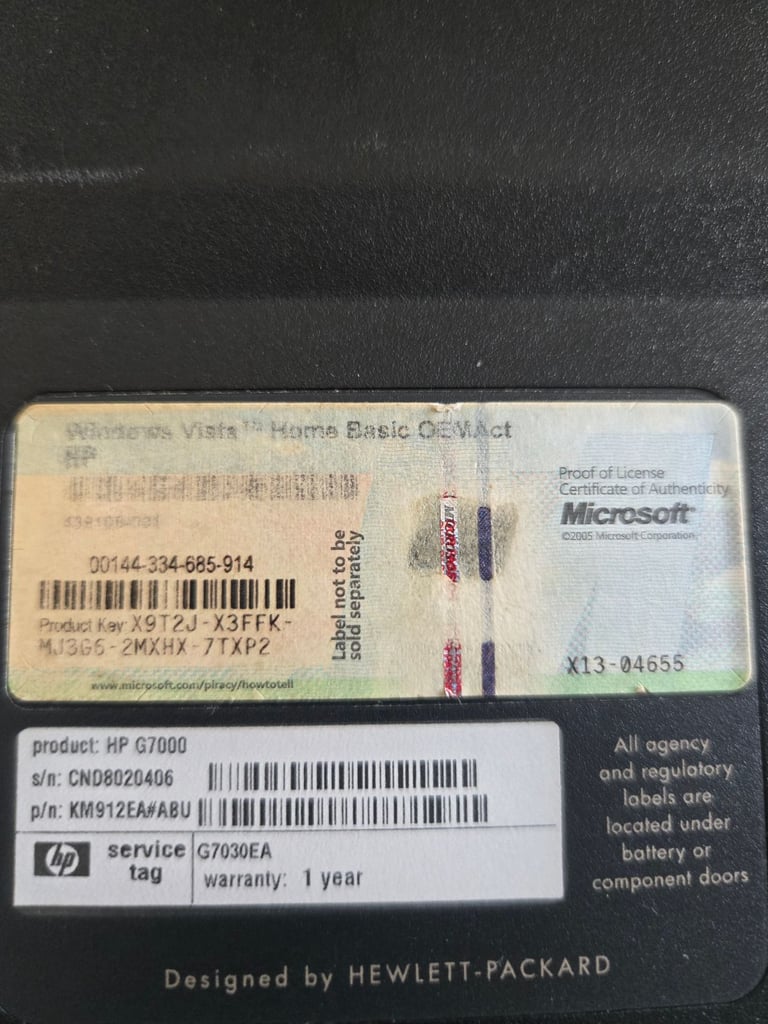 Windows Vista™ Home Basic OEMAct
HP
00144-334-685-914
Product Key: X9T2J-X3FFK-
MJ3G6-2MXHX-7TXP2
www.microsoft.com/piracy/howtotell
Label not to be
sold separately
MICROSOFT
Proof of License
Certificate of Authenticity
Microsoft®
©2005 Microsoft Corporation
X13-04655
product: HP G7000
s/n: CND8020406
p/n: KM912EA#ABU
hp
service
tag
G7030EA
warranty: 1 year
All agency
and regulatory
labels are
located under
battery or
component doors
Designed by HEWLETT-PACKARD